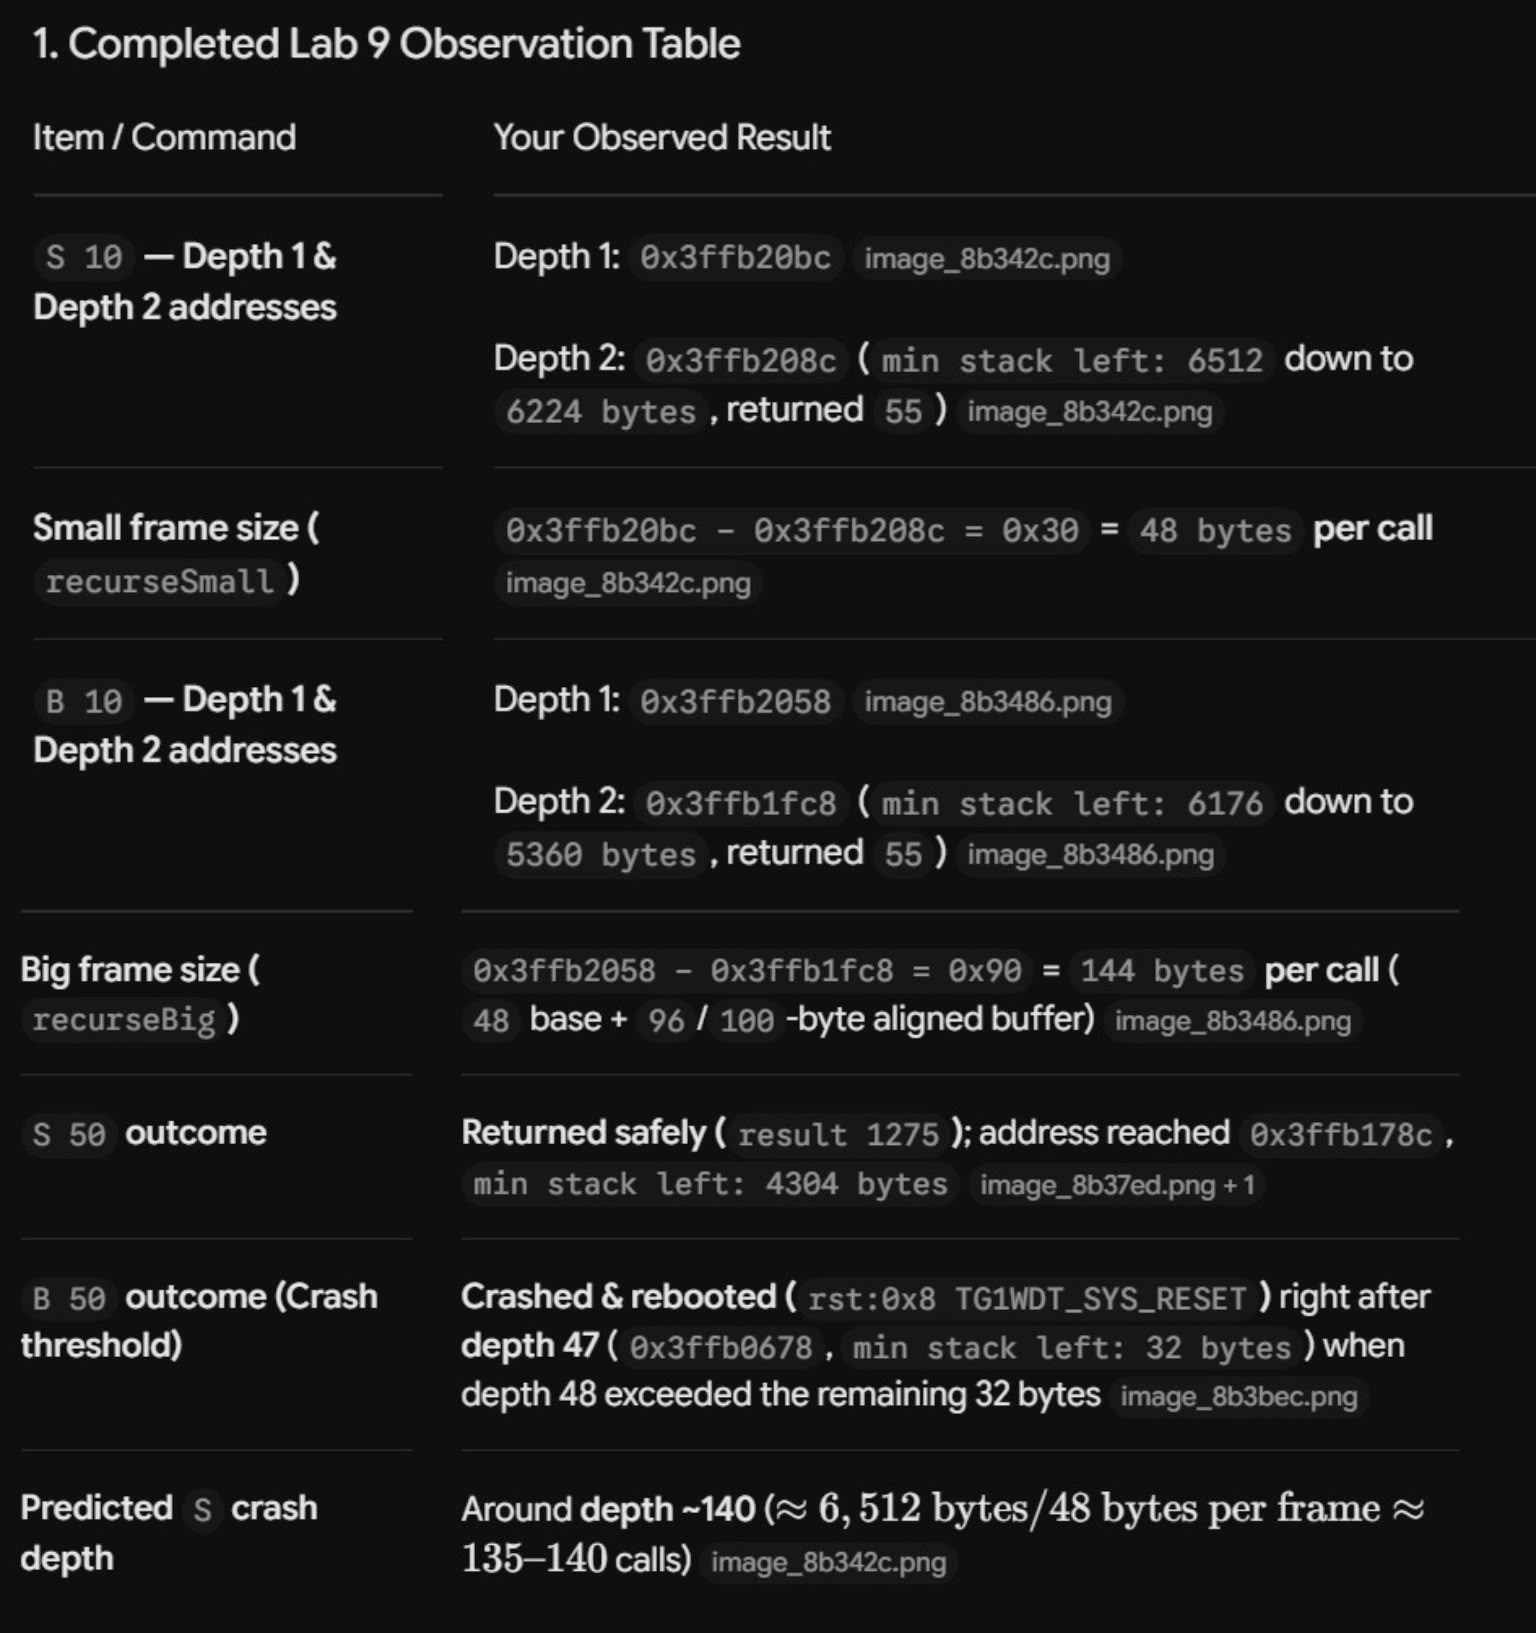 1. Completed Lab 9 Observation Table
Item / Command
Your Observed Result
S 10 — Depth 1 &
Depth 2 addresses
Depth 1: 0x3ffb20bc image_8b342c.png
Depth 2: 0x3ffb208c ( min stack left: 6512 down to
6224 bytes , returned 55 ) image_8b342c.png
Small frame size (
recurseSmall )
0x3ffb20bc - 0x3ffb208c = 0x30 = 48 bytes per call
image_8b342c.png
B 10 — Depth 1 &
Depth 2 addresses
Depth 1: 0x3ffb2058 image_8b3486.png
Depth 2: 0x3ffb1fc8 ( min stack left: 6176 down to
5360 bytes , returned 55 ) image_8b3486.png
Big frame size (
recurseBig )
0x3ffb2058 - 0x3ffb1fc8 = 0x90 = 144 bytes per call (
48 base + 96 / 100 -byte aligned buffer) image_8b3486.png
S 50 outcome
Returned safely ( result 1275 ); address reached 0x3ffb178c ,
min stack left: 4304 bytes image_8b37ed.png + 1
B 50 outcome (Crash
threshold)
Crashed & rebooted ( rst:0x8 TG1WDT_SYS_RESET ) right after
depth 47 ( 0x3ffb0678 , min stack left: 32 bytes ) when
depth 48 exceeded the remaining 32 bytes image_8b3bec.png
Predicted S crash
depth
Around depth ~140 (≈ 6,512 bytes/48 bytes per frame ≈
135–140 calls) image_8b342c.png